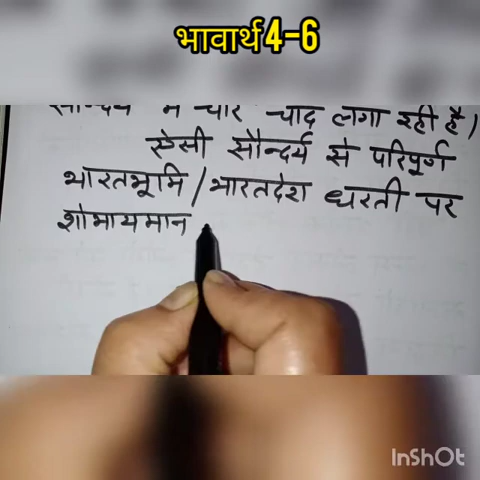 भावार्थ 4-6
सौन्दर्य में चार चाँद लगा रही है।
ऐसी सौन्दर्य से परिपूर्ण
भारतभूमि / भारतदेश धरती पर
शोभायमान
InShOt